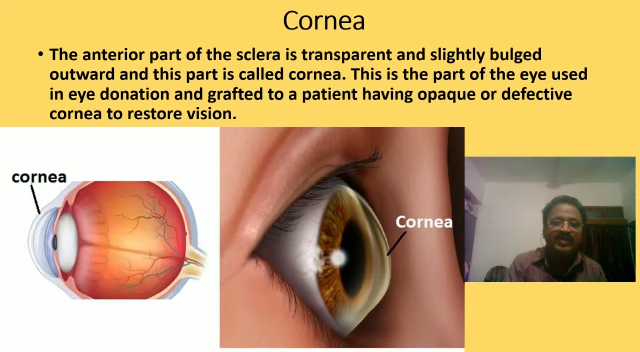 Cornea
• The anterior part of the sclera is transparent and slightly bulged
outward and this part is called cornea. This is the part of the eye used
in eye donation and grafted to a patient having opaque or defective
cornea to restore vision.
cornea
Cornea